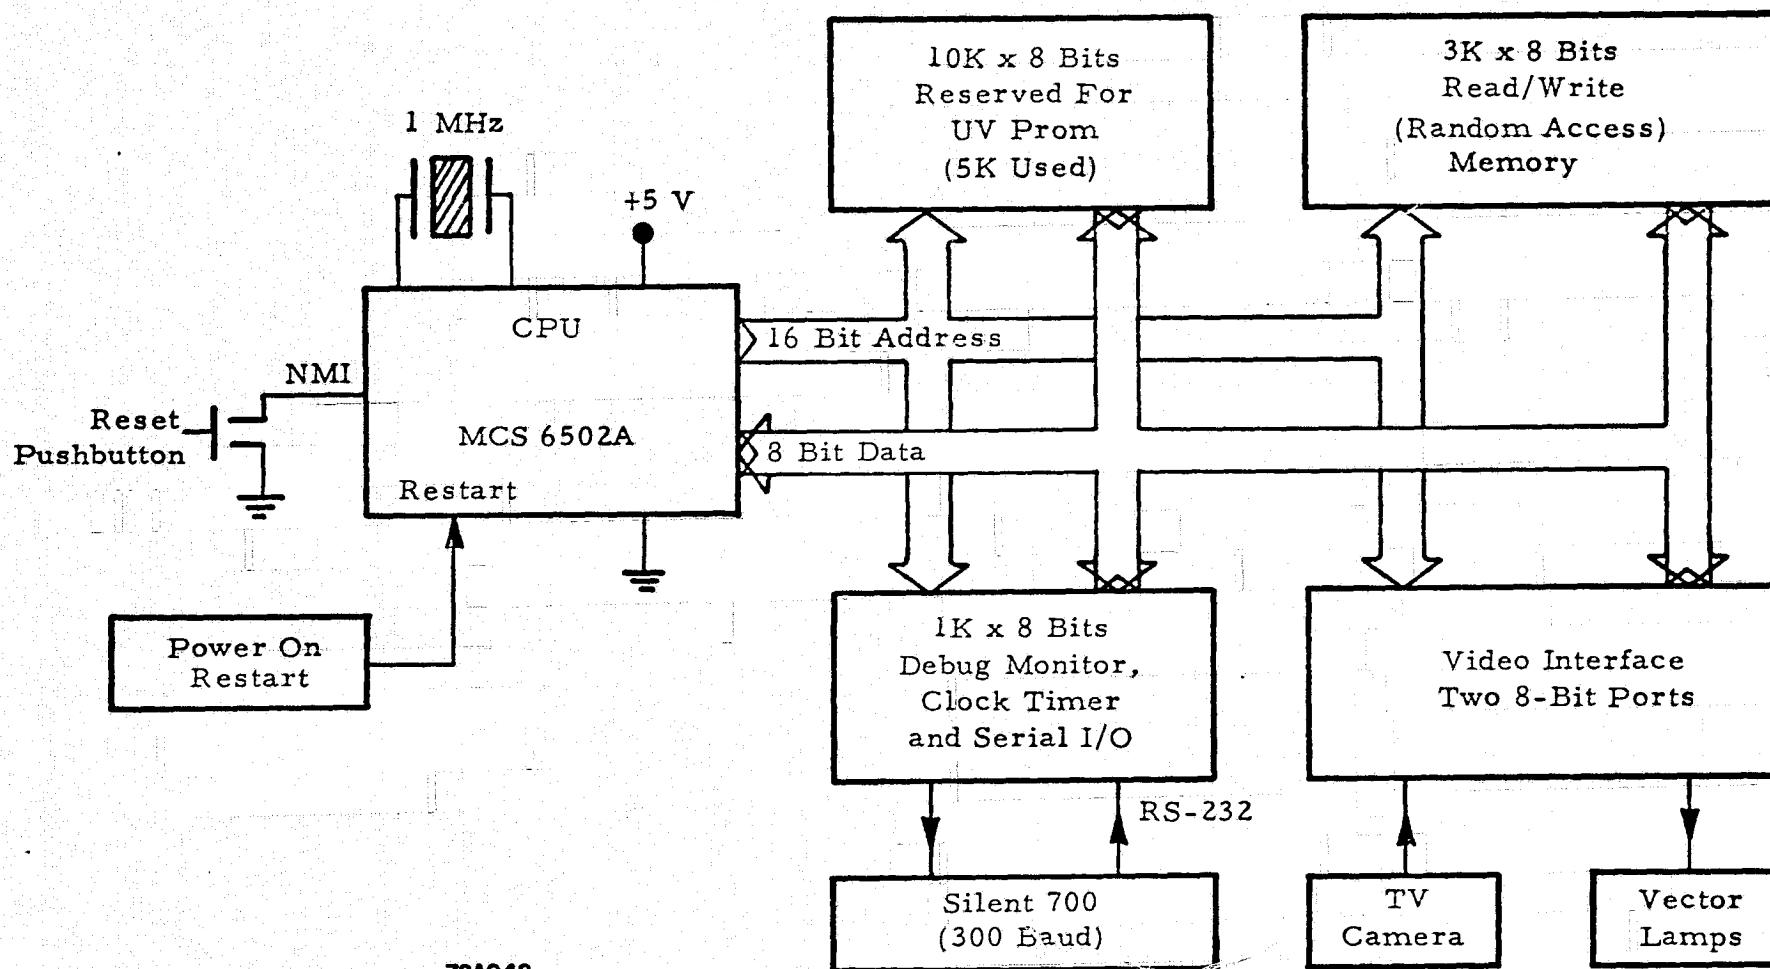 10K x 8 Bits
Reserved For
UV Prom
(5K Used)
3K x 8 Bits
Read/Write
(Random Access)
Memory
1 MHz
+5 V
CPU
16 Bit Address
NMI
Reset
Pushbutton
MCS 6502A
8 Bit Data
Restart
Power On
Restart
1K x 8 Bits
Debug Monitor,
Clock Timer
and Serial I/O
Video Interface
Two 8-Bit Ports
RS-232
Silent 700
(300 Baud)
TV
Camera
Vector
Lamps